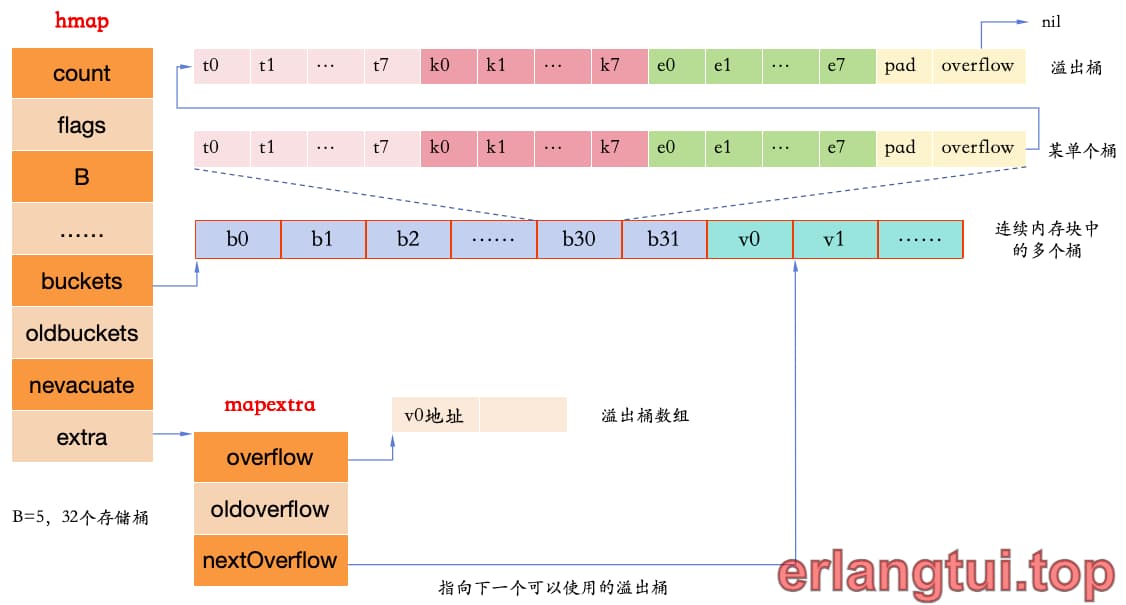 hmap
count
flags
B
……
buckets
oldbuckets
nevacuate
extra
B=5，32个存储桶
nil
t0 t1 … t7 k0 k1 … k7 e0 e1 … e7 pad overflow 溢出桶
t0 t1 … t7 k0 k1 … k7 e0 e1 … e7 pad overflow 某单个桶
b0 b1 b2 …… b30 b31 v0 v1 ……
连续内存块中
的多个桶
mapextra
overflow
oldoverflow
nextOverflow
v0地址
溢出桶数组
指向下一个可以使用的溢出桶
erlangtui.top